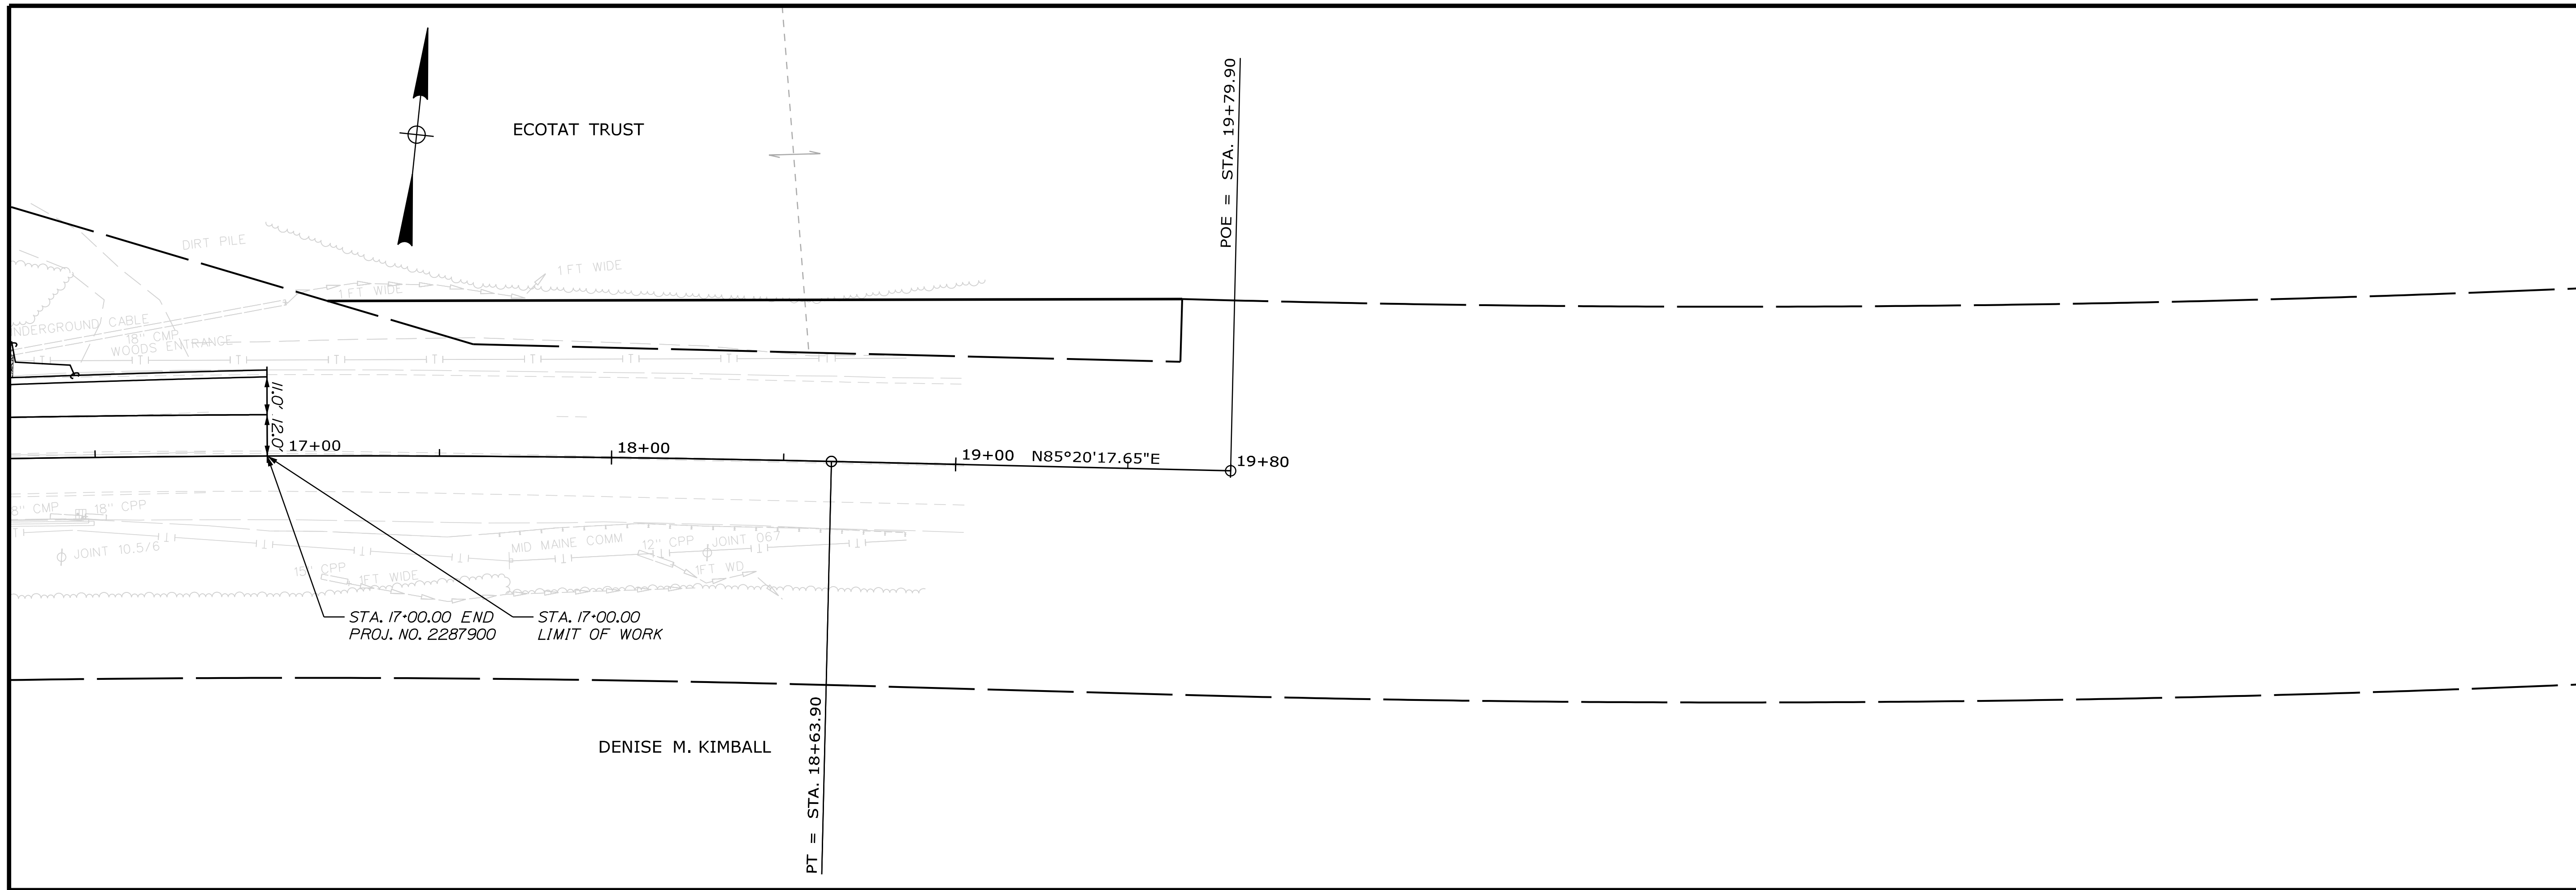 ECOTAT TRUST
POE = STA. 19+79.90
DIRT PILE
1 FT WIDE
1 FT WIDE
NDERGROUND CABLE
18" CMP
WOODS ENTRANCE
11.0'
12.0'
17+00
18+00
19+00
N85°20'17.65"E
19+80
8" CMP
18" CPP
JOINT 10.5/6
MID MAINE COMM
12" CPP
JOINT 067
15" CPP
1FT WIDE
1FT WD
STA. 17+00.00 END
PROJ. NO. 2287900
STA. 17+00.00
LIMIT OF WORK
DENISE M. KIMBALL
PT = STA. 18+63.90